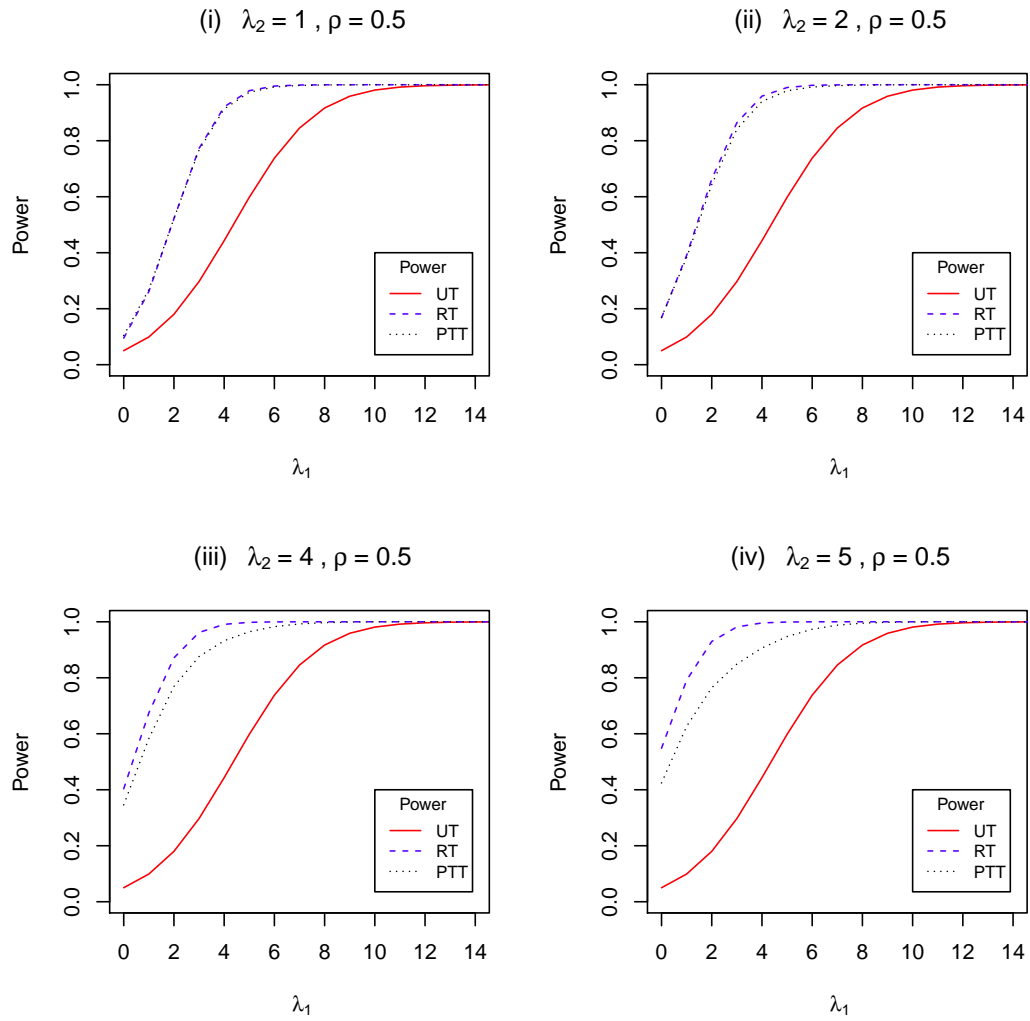 (i) λ₂ = 1 , ρ = 0.5
Power
0.0 0.2 0.4 0.6 0.8 1.0
Power
UT
RT
PTT
0 2 4 6 8 10 12 14
λ₁
(ii) λ₂ = 2 , ρ = 0.5
Power
0.0 0.2 0.4 0.6 0.8 1.0
Power
UT
RT
PTT
0 2 4 6 8 10 12 14
λ₁
(iii) λ₂ = 4 , ρ = 0.5
Power
0.0 0.2 0.4 0.6 0.8 1.0
Power
UT
RT
PTT
0 2 4 6 8 10 12 14
λ₁
(iv) λ₂ = 5 , ρ = 0.5
Power
0.0 0.2 0.4 0.6 0.8 1.0
Power
UT
RT
PTT
0 2 4 6 8 10 12 14
λ₁